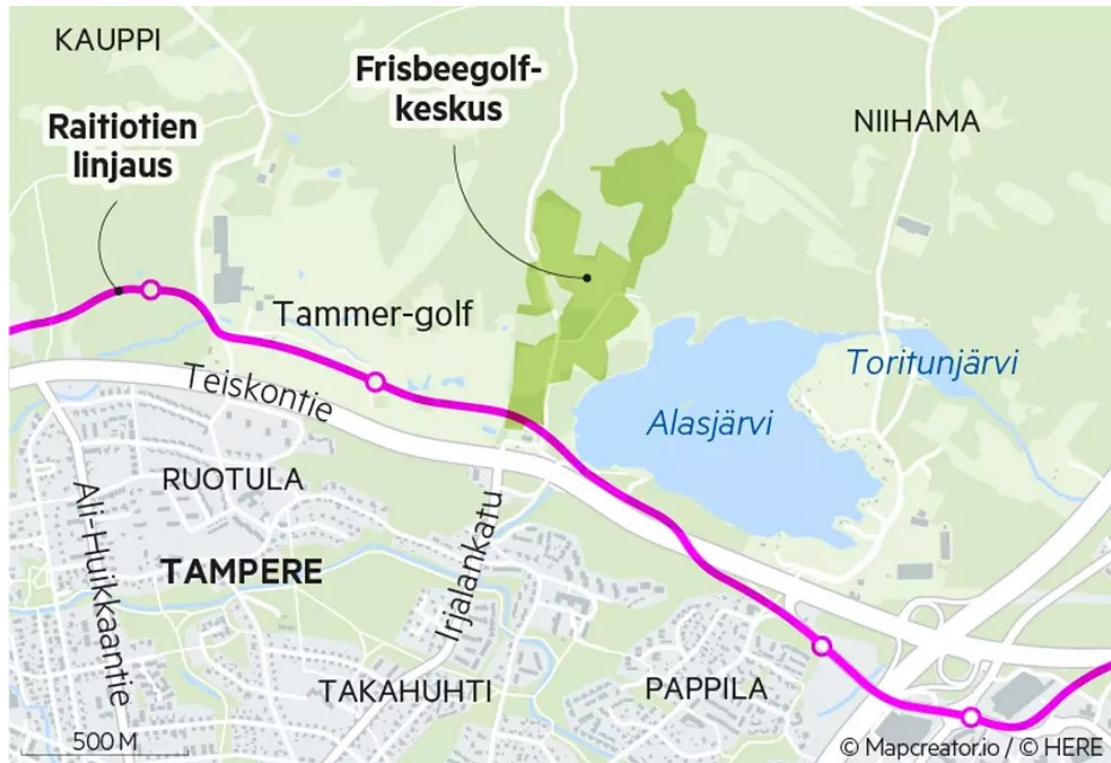 KAUPPI
Frisbeegolf-
keskus
NIIHAMA
Raitiotien
linjaus
Tammer-golf
Toritunjärvi
Teiskontie
Alasjärvi
RUOTULA
Ali-Huikkaantie
Irjalankatu
TAMPERE
TAKAHUHTI
PAPPILA
500 M
© Mapcreator.io / © HERE